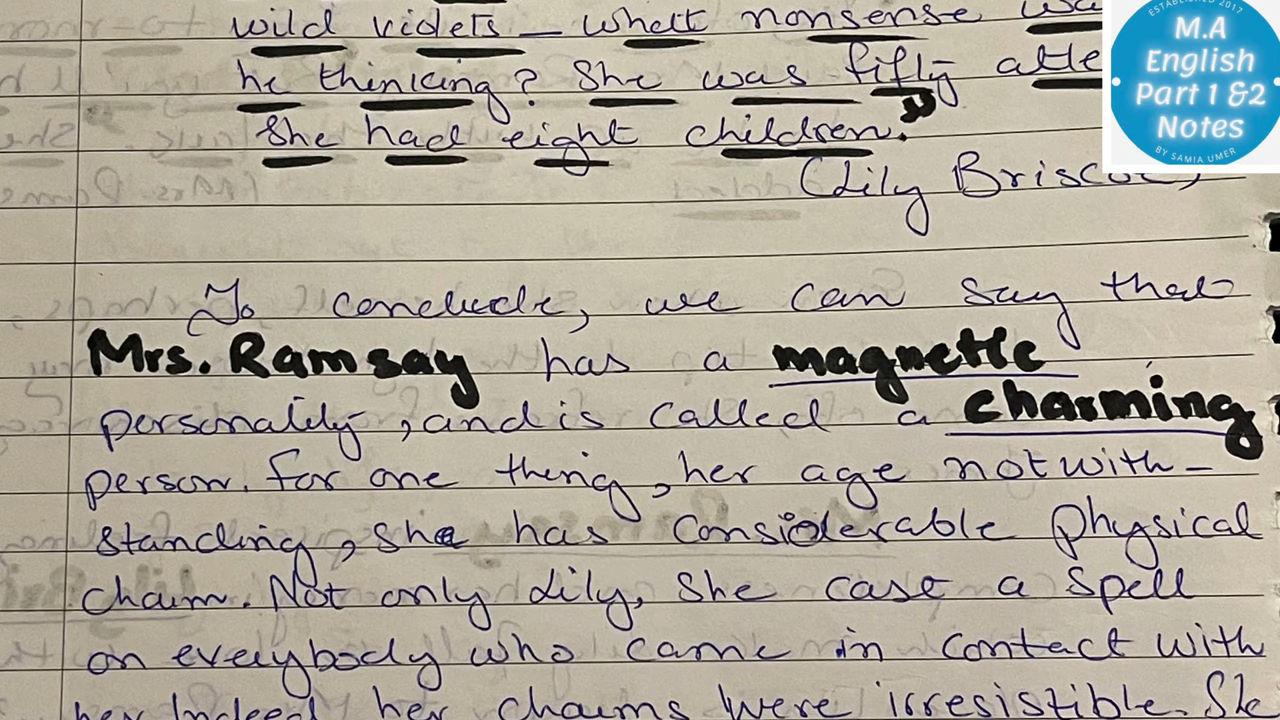 wild violets – what nonsense wa
he thinking? She was fifly atle
She had eight children.
(Lily Briscoe)
To conclude, we can say that
Mrs. Ramsay has a magnetic
personality, and is called a charming
person. For one thing, her age notwith-
standing, she has considerable physical
charm. Not only Lily, She cast a spell
on everybody who came in contact with
her. Indeed her charms were irresistible. She
ESTABLISHED 2017
M.A
English
Part 1 &2
Notes
BY SAMIA UMER